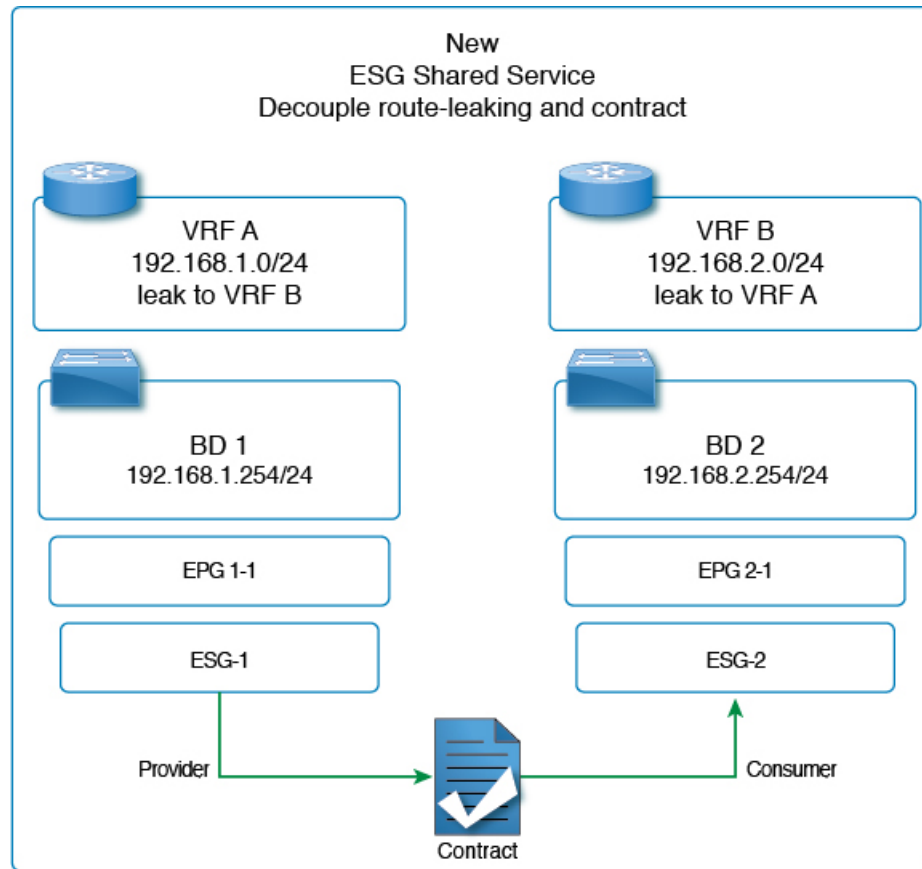 New
ESG Shared Service
Decouple route-leaking and contract
VRF A
192.168.1.0/24
leak to VRF B
VRF B
192.168.2.0/24
leak to VRF A
BD 1
192.168.1.254/24
BD 2
192.168.2.254/24
EPG 1-1
EPG 2-1
ESG-1
ESG-2
Provider
Consumer
Contract